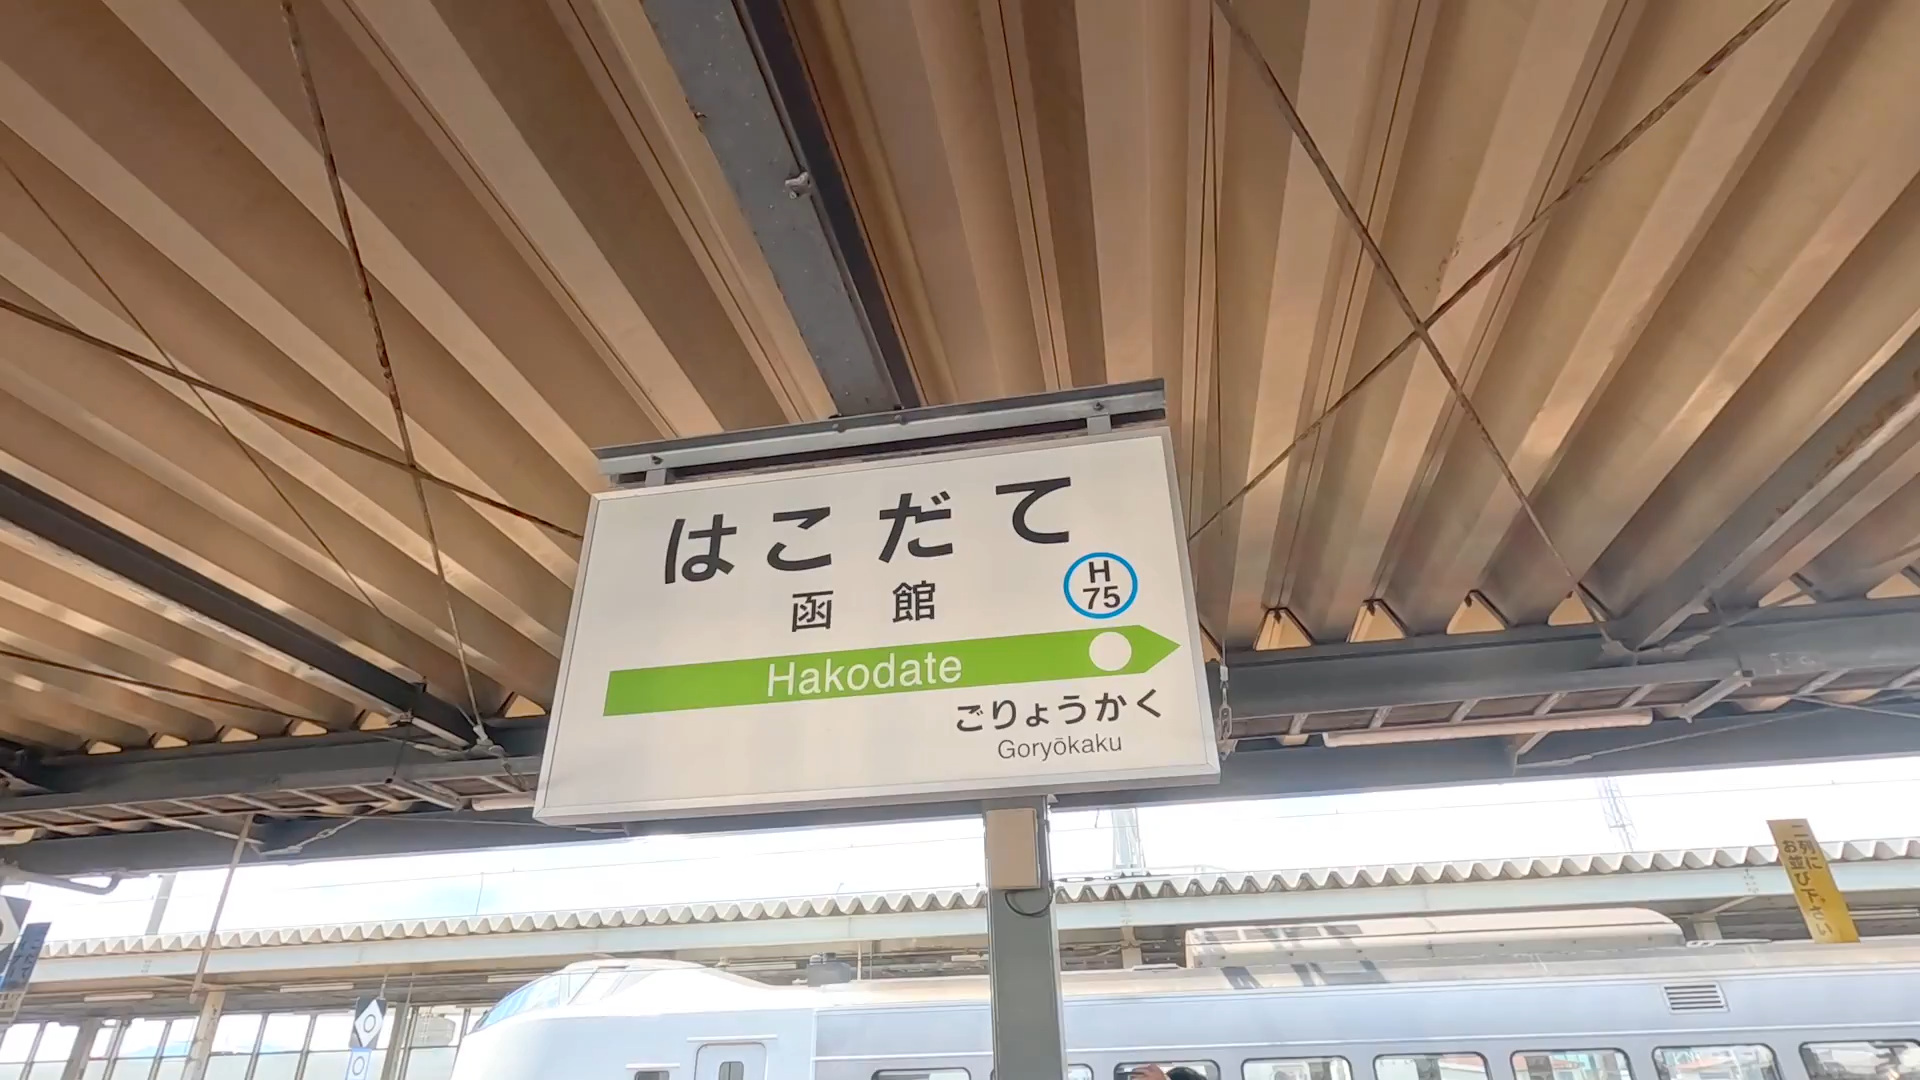 はこだて
函館
H
75
Hakodate
ごりょうかく
Goryōkaku
二列に
お並び下さい